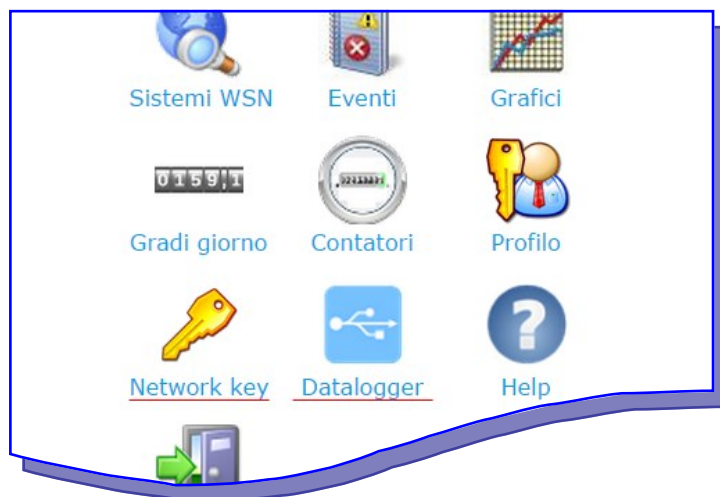 Sistemi WSN Eventi Grafici
0159,1
Gradi giorno Contatori Profilo
Network key Datalogger Help